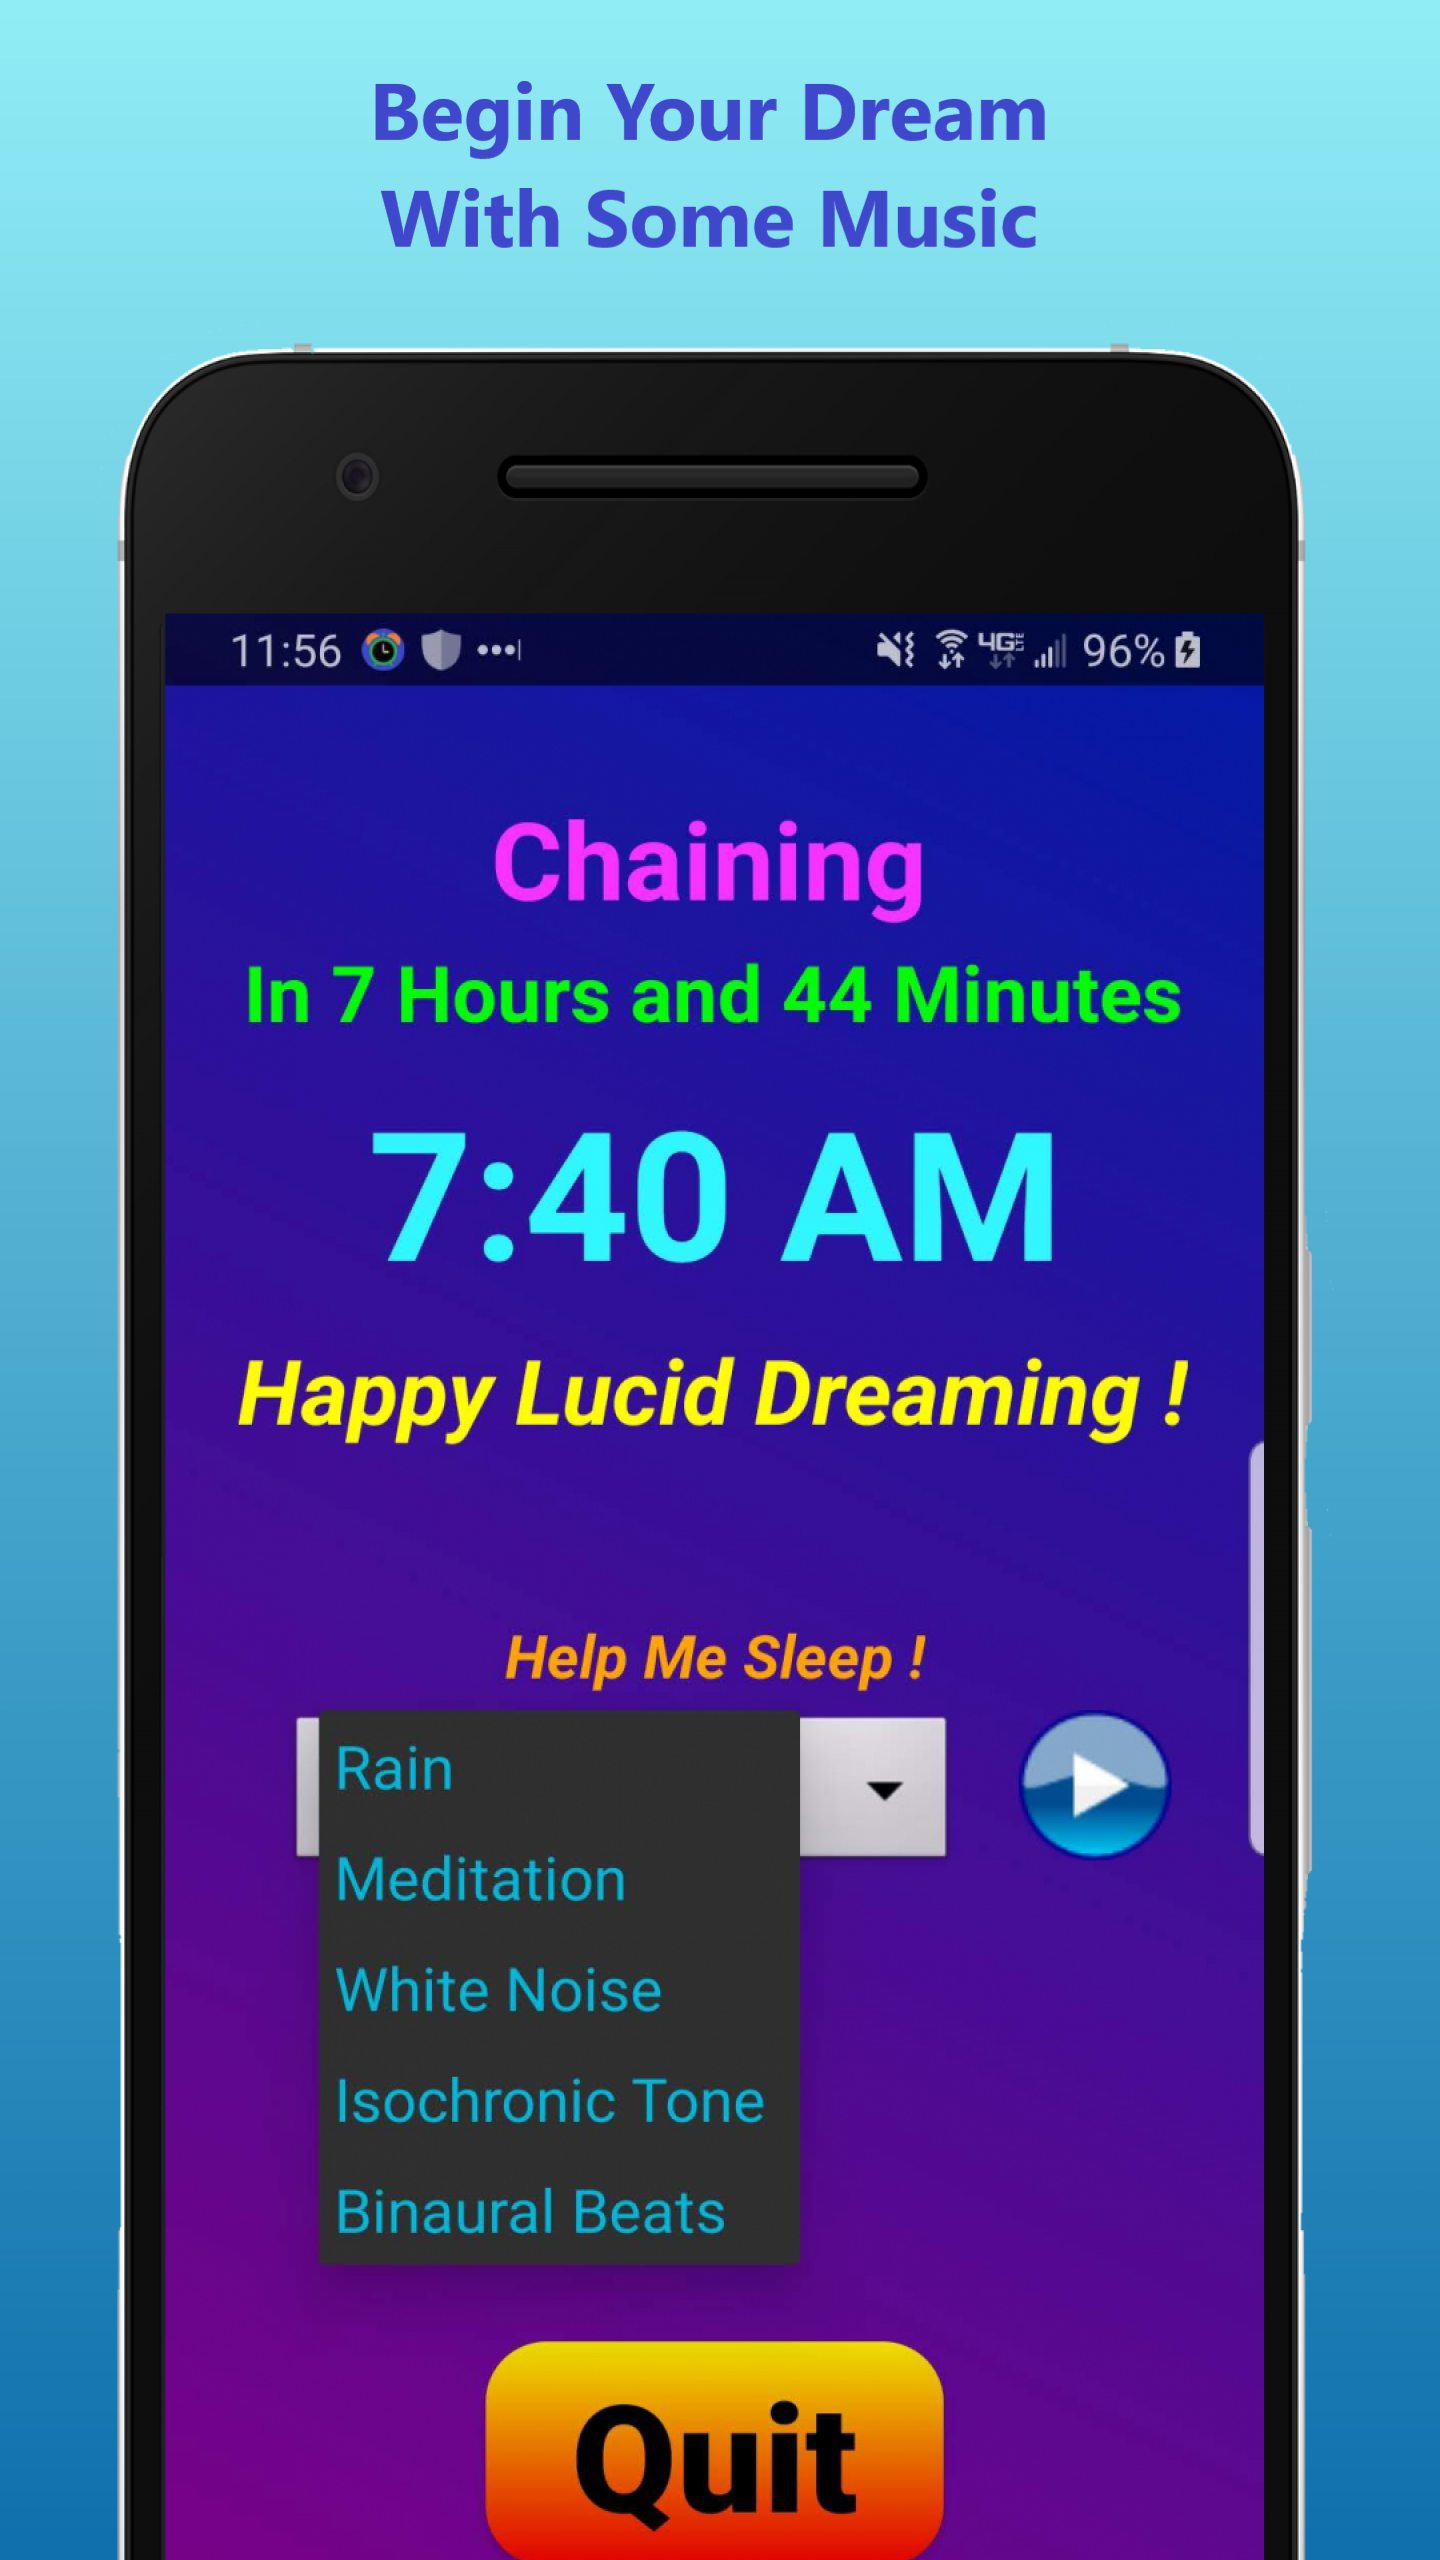 Begin Your Dream
With Some Music
11:56 4G LTE 96%
Chaining
In 7 Hours and 44 Minutes
7:40 AM
Happy Lucid Dreaming !
Help Me Sleep !
Rain
Meditation
White Noise
Isochronic Tone
Binaural Beats
Quit